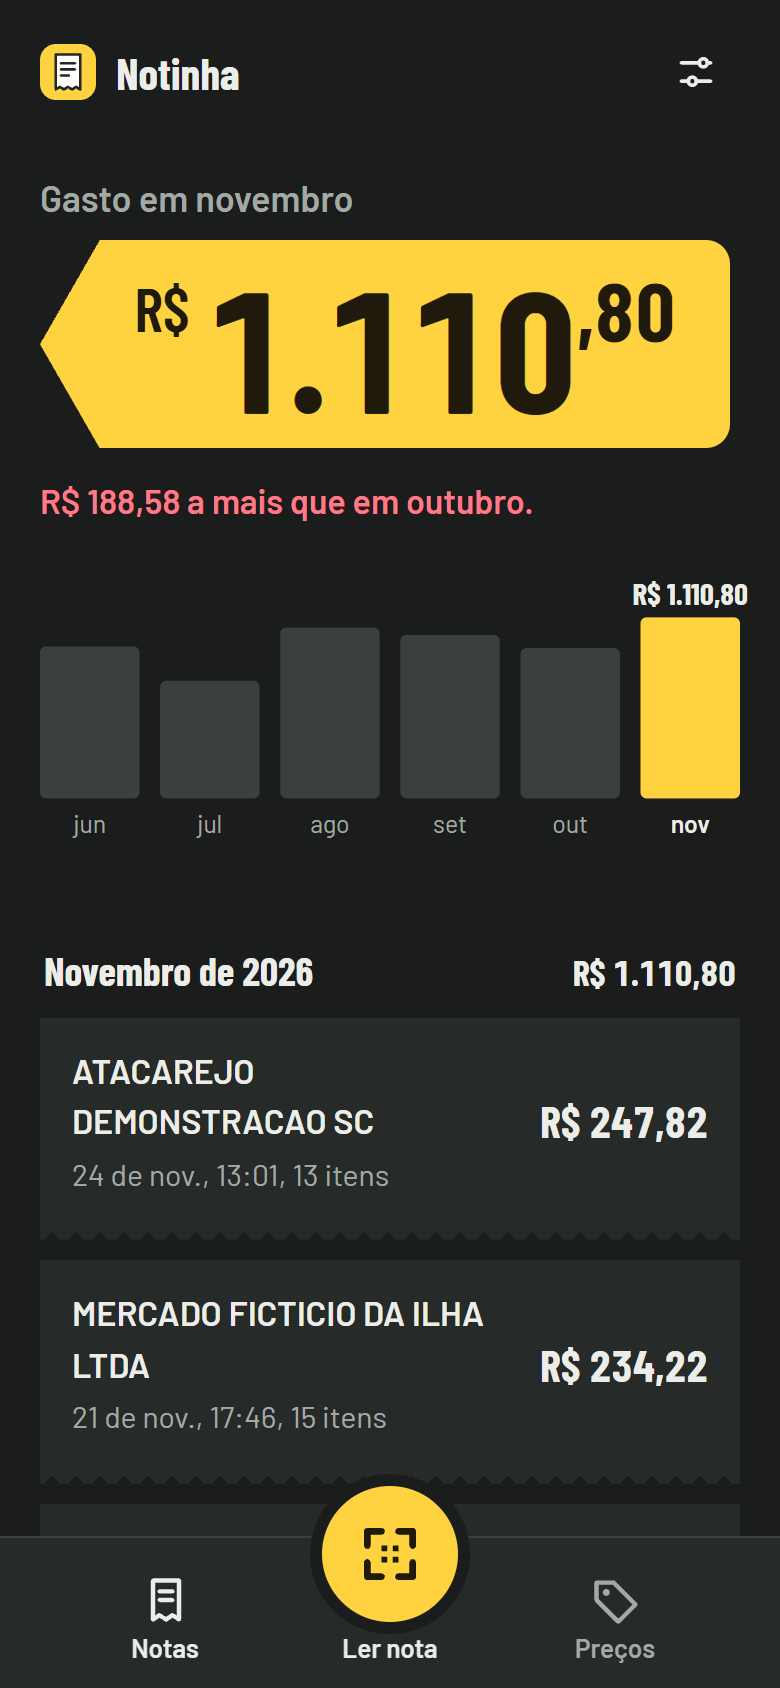 Notinha
Gasto em novembro
R$ 1.110,80
R$ 188,58 a mais que em outubro.
R$ 1.110,80
jun jul ago set out nov
Novembro de 2026 R$ 1.110,80
ATACAREJO
DEMONSTRACAO SC
R$ 247,82
24 de nov., 13:01, 13 itens
MERCADO FICTICIO DA ILHA
LTDA
R$ 234,22
21 de nov., 17:46, 15 itens
Notas Ler nota Preços